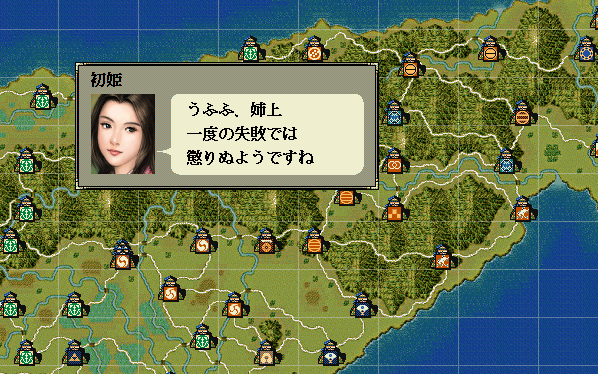 初姫
うふふ、姉上
一度の失敗では
懲りぬようですね